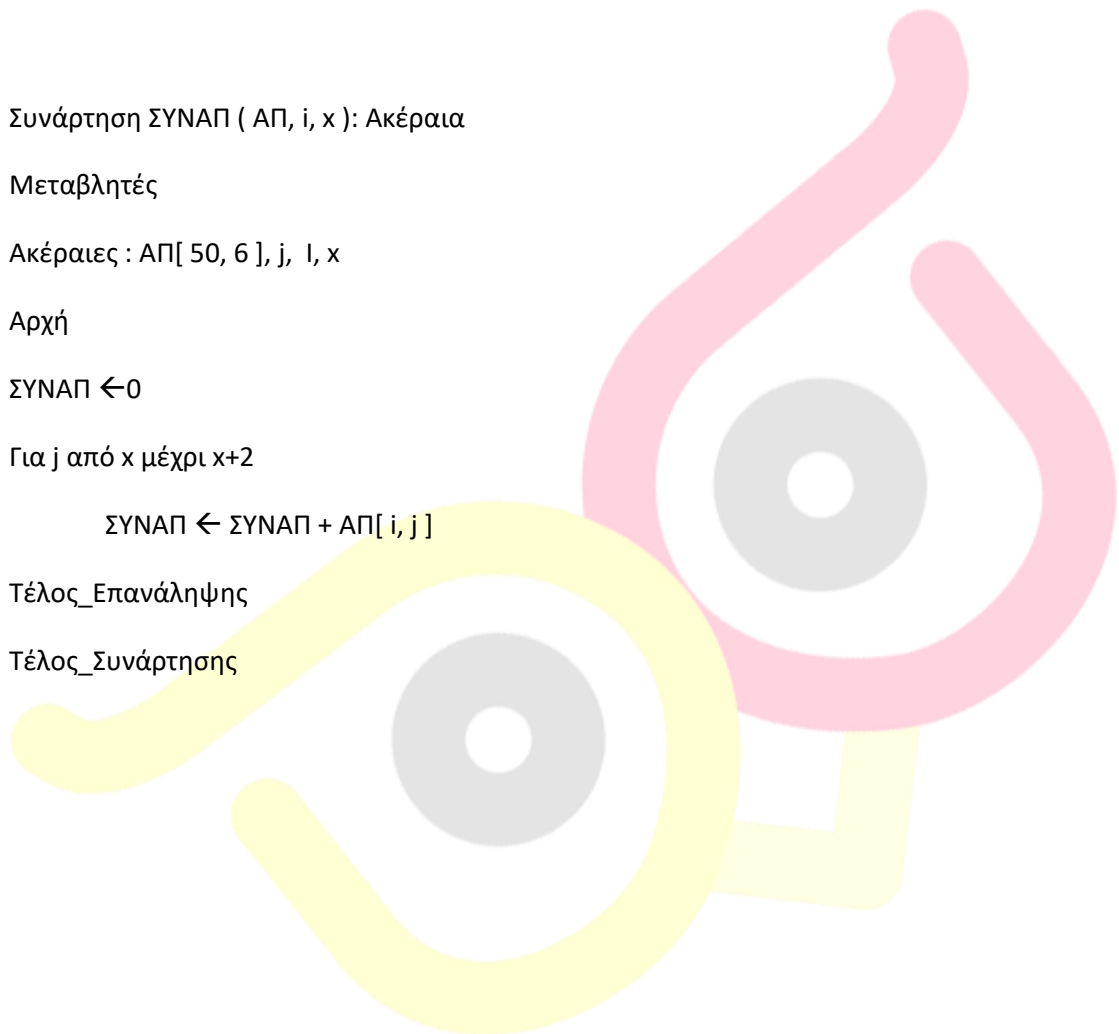 Συνάρτηση ΣΥΝΑΠ ( ΑΠ, i, x ): Ακέραια
Μεταβλητές
Ακέραιες : ΑΠ[ 50, 6 ], j, I, x
Αρχή
ΣΥΝΑΠ ←0
Για j από x μέχρι x+2
ΣΥΝΑΠ ← ΣΥΝΑΠ + ΑΠ[ i, j ]
Τέλος_Επανάληψης
Τέλος_Συνάρτησης